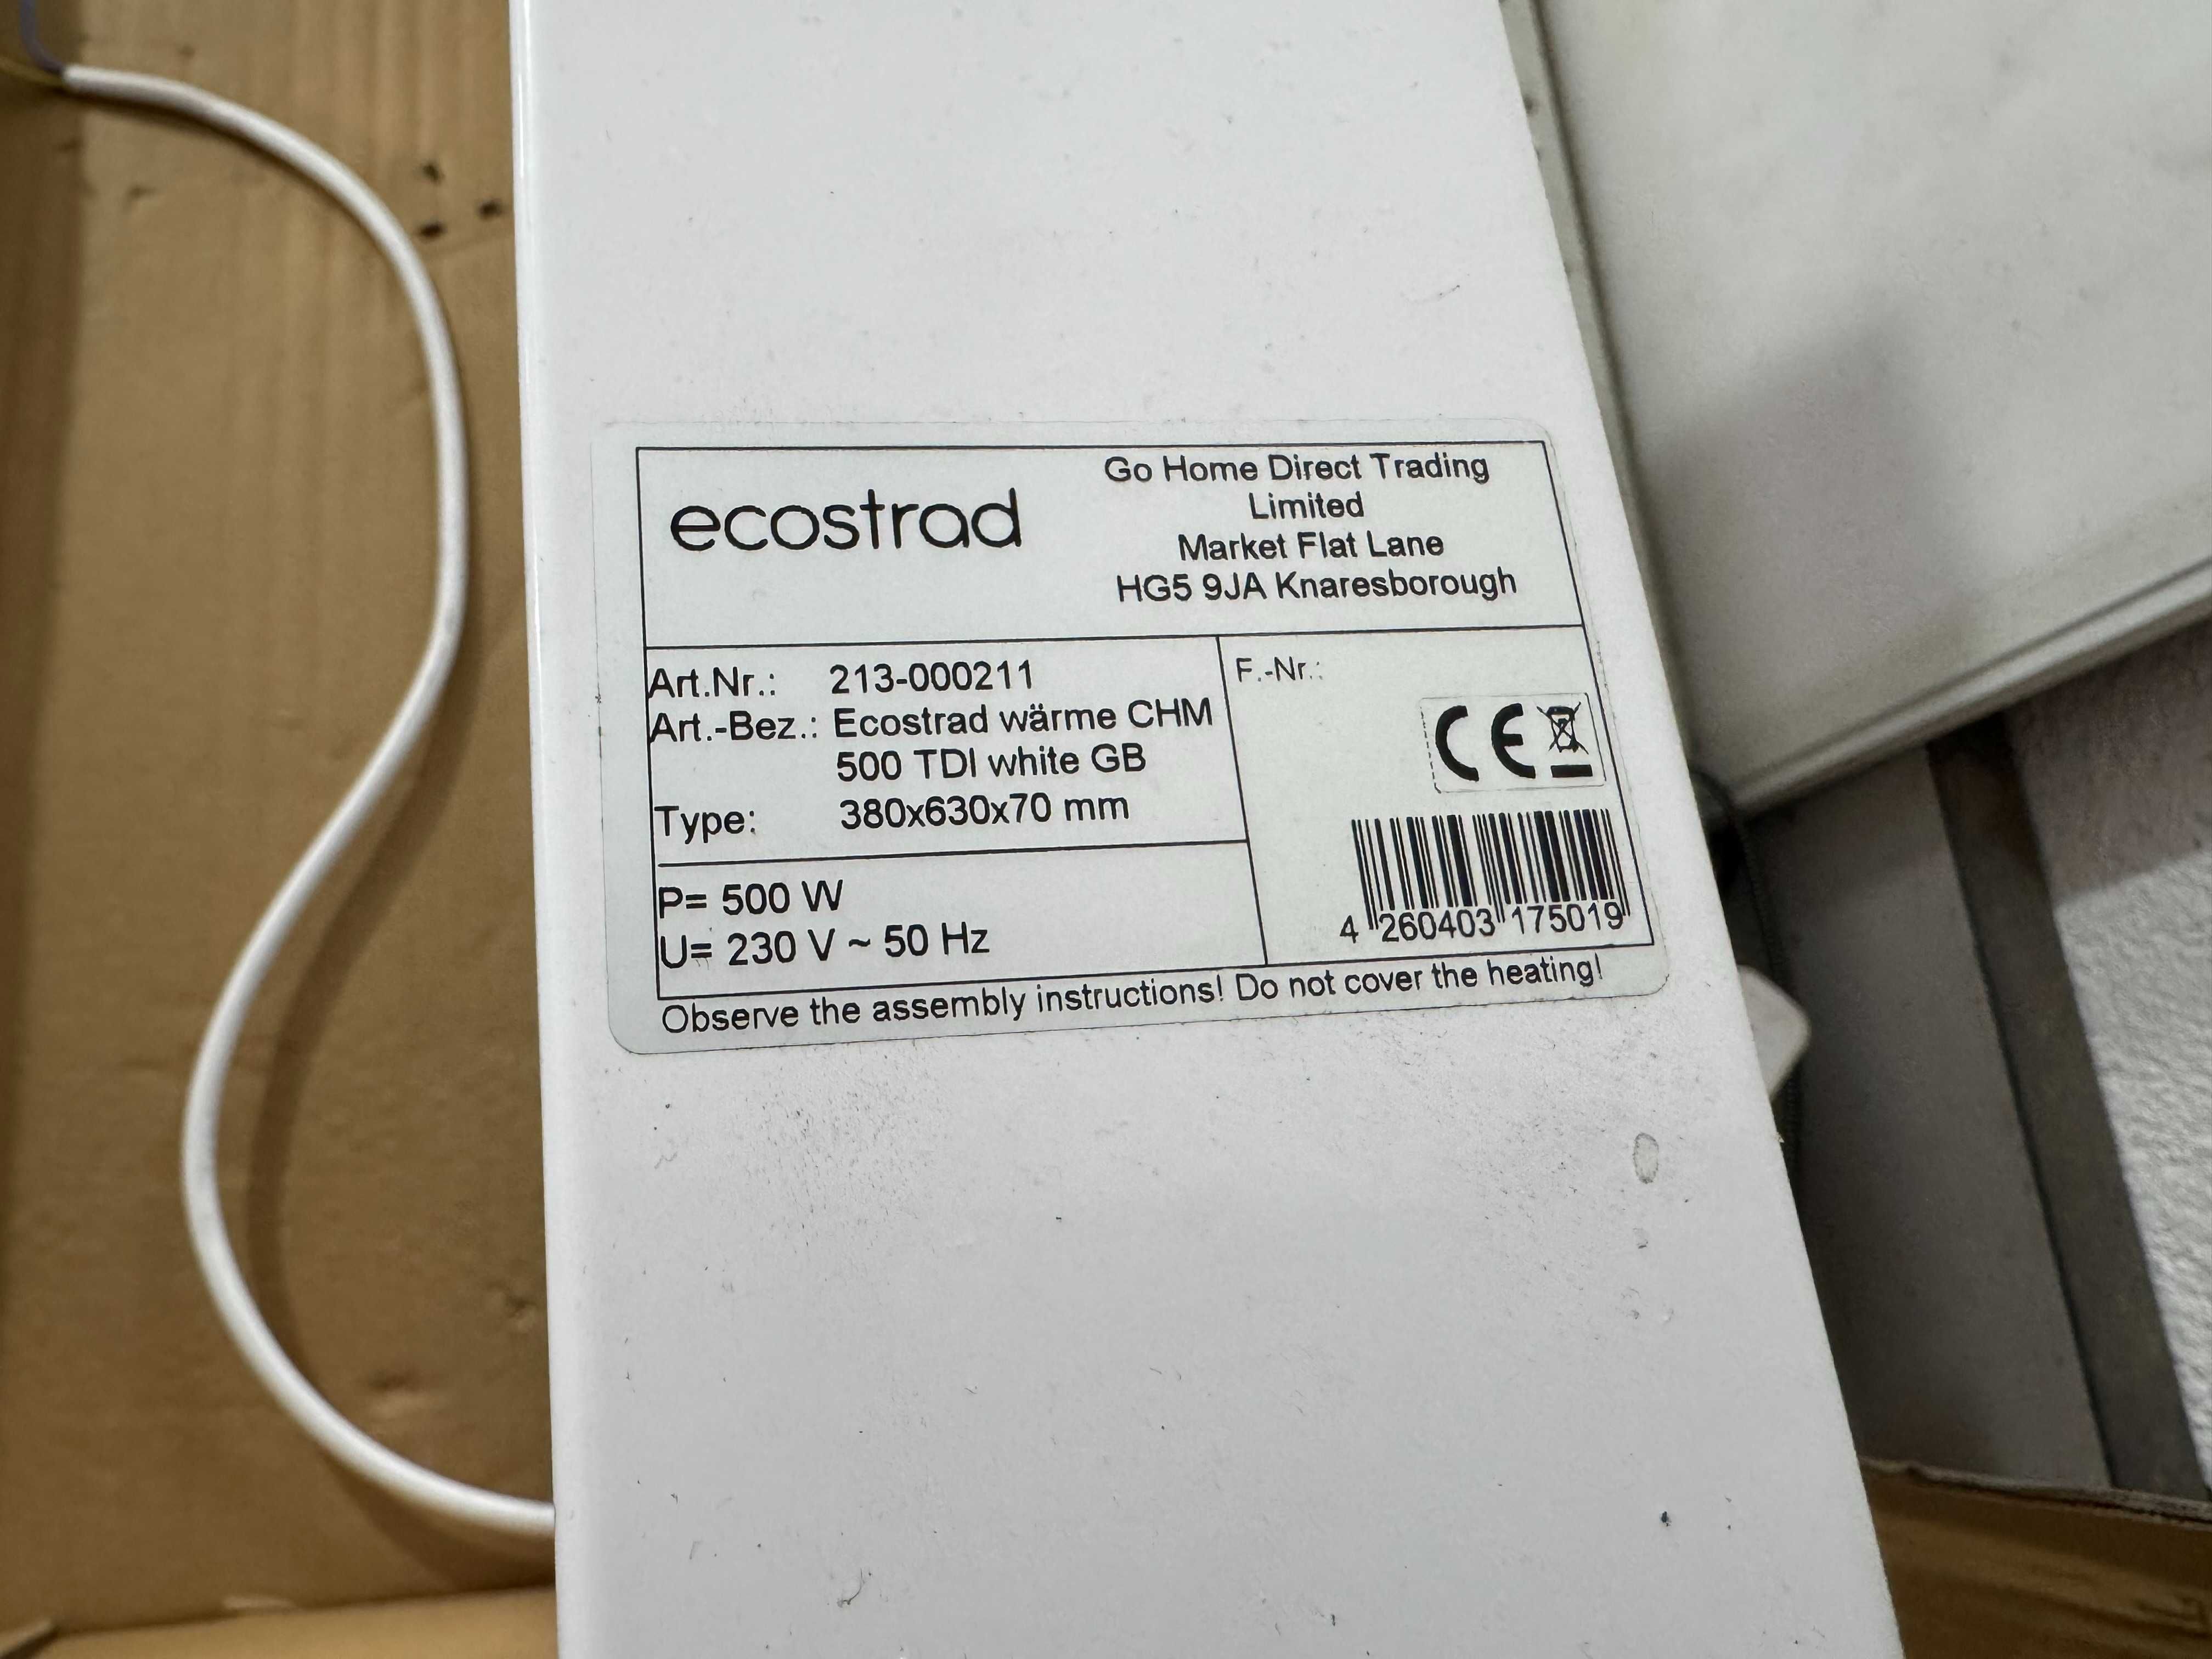 ecostrad
Go Home Direct Trading
Limited
Market Flat Lane
HG5 9JA Knaresborough
Art.Nr.: 213-000211
Art.-Bez.: Ecostrad wärme CHM
500 TDI white GB
Type: 380x630x70 mm
F.-Nr.:
CE
P= 500 W
U= 230 V ~ 50 Hz
4 260403 175019
Observe the assembly instructions! Do not cover the heating!